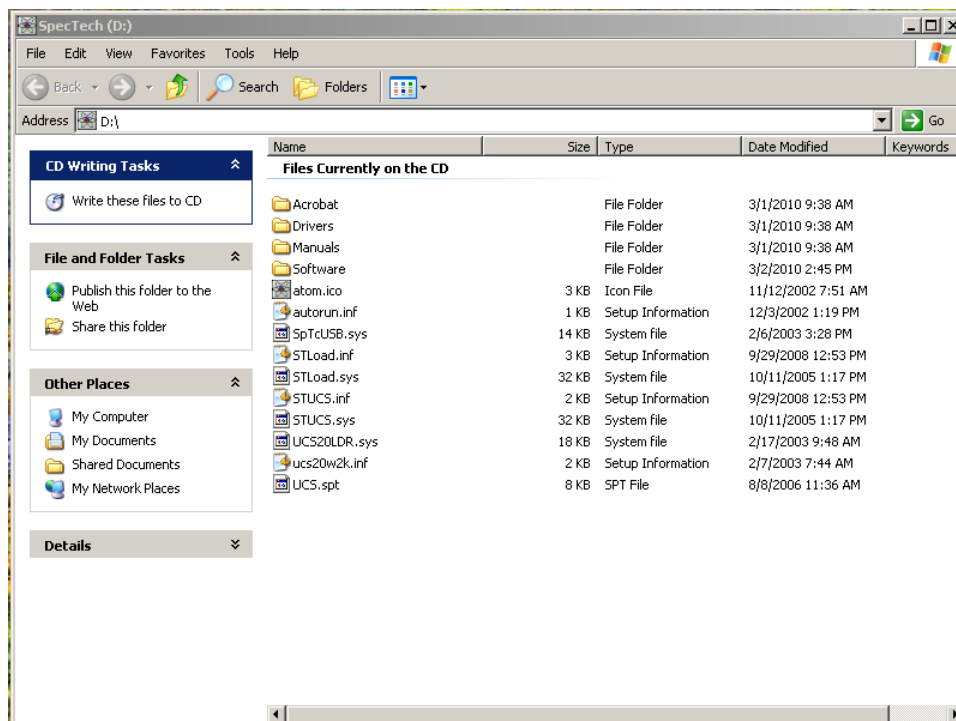 SpecTech (D:)
File Edit View Favorites Tools Help
Back Search Folders
Address D:\ Go
CD Writing Tasks
Write these files to CD
File and Folder Tasks
Publish this folder to the
Web
Share this folder
Other Places
My Computer
My Documents
Shared Documents
My Network Places
Details
Name Size Type Date Modified Keywords
Files Currently on the CD
Acrobat File Folder 3/1/2010 9:38 AM
Drivers File Folder 3/1/2010 9:38 AM
Manuals File Folder 3/1/2010 9:38 AM
Software File Folder 3/2/2010 2:45 PM
atom.ico 3 KB Icon File 11/12/2002 7:51 AM
autorun.inf 1 KB Setup Information 12/3/2002 1:19 PM
SpTcUSB.sys 14 KB System file 2/6/2003 3:28 PM
STLoad.inf 3 KB Setup Information 9/29/2008 12:53 PM
STLoad.sys 32 KB System file 10/11/2005 1:17 PM
STUCS.inf 2 KB Setup Information 9/29/2008 12:53 PM
STUCS.sys 32 KB System file 10/11/2005 1:17 PM
UCS20LDR.sys 18 KB System file 2/17/2003 9:48 AM
ucs20w2k.inf 2 KB Setup Information 2/7/2003 7:44 AM
UCS.spt 8 KB SPT File 8/8/2006 11:36 AM